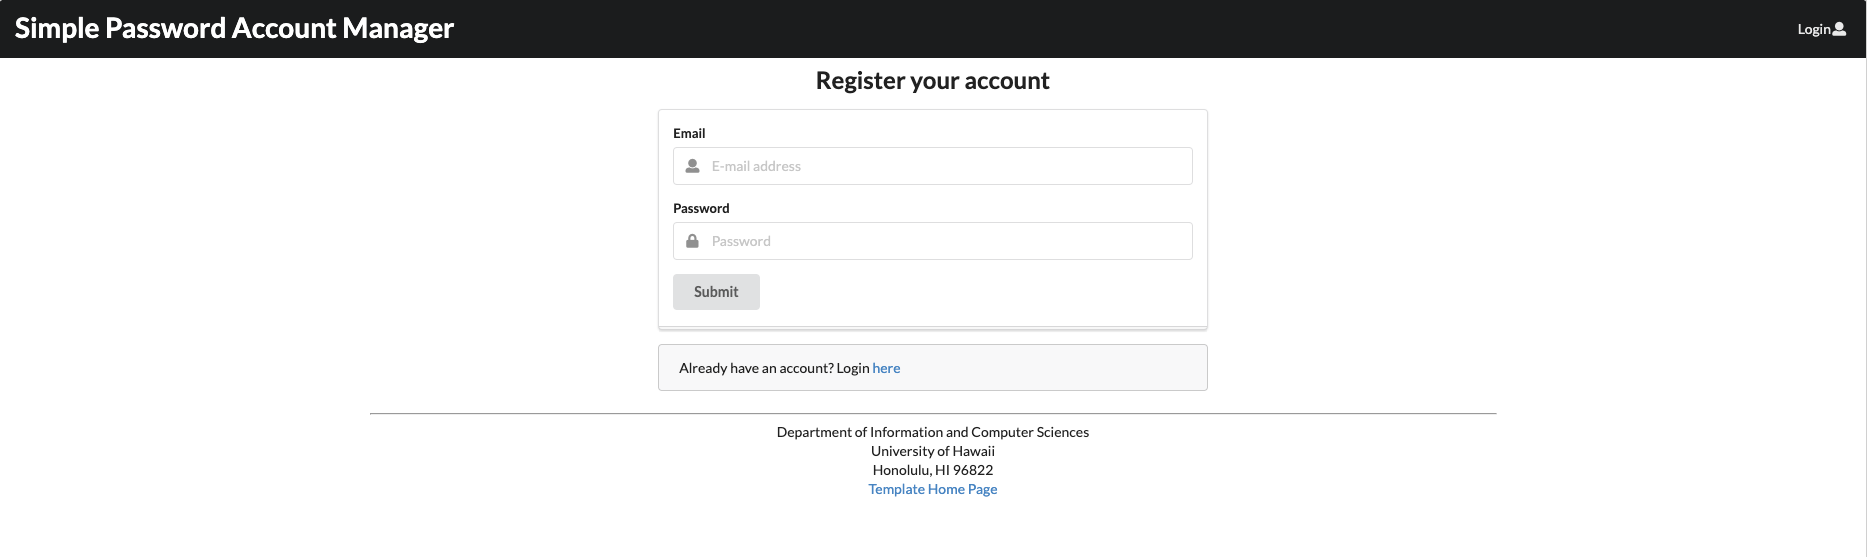 Simple Password Account Manager
Login
Register your account
Email
E-mail address
Password
Password
Submit
Already have an account? Login here
Department of Information and Computer Sciences
University of Hawaii
Honolulu, HI 96822
Template Home Page